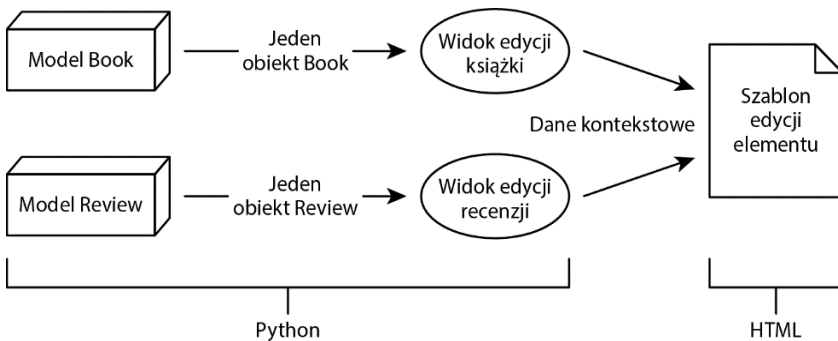 Model Book
Jeden
obiekt Book
Widok edycji
książki
Szablon
edycji
elementu
Dane kontekstowe
Model Review
Jeden
obiekt Review
Widok edycji
recenzji
Python
HTML